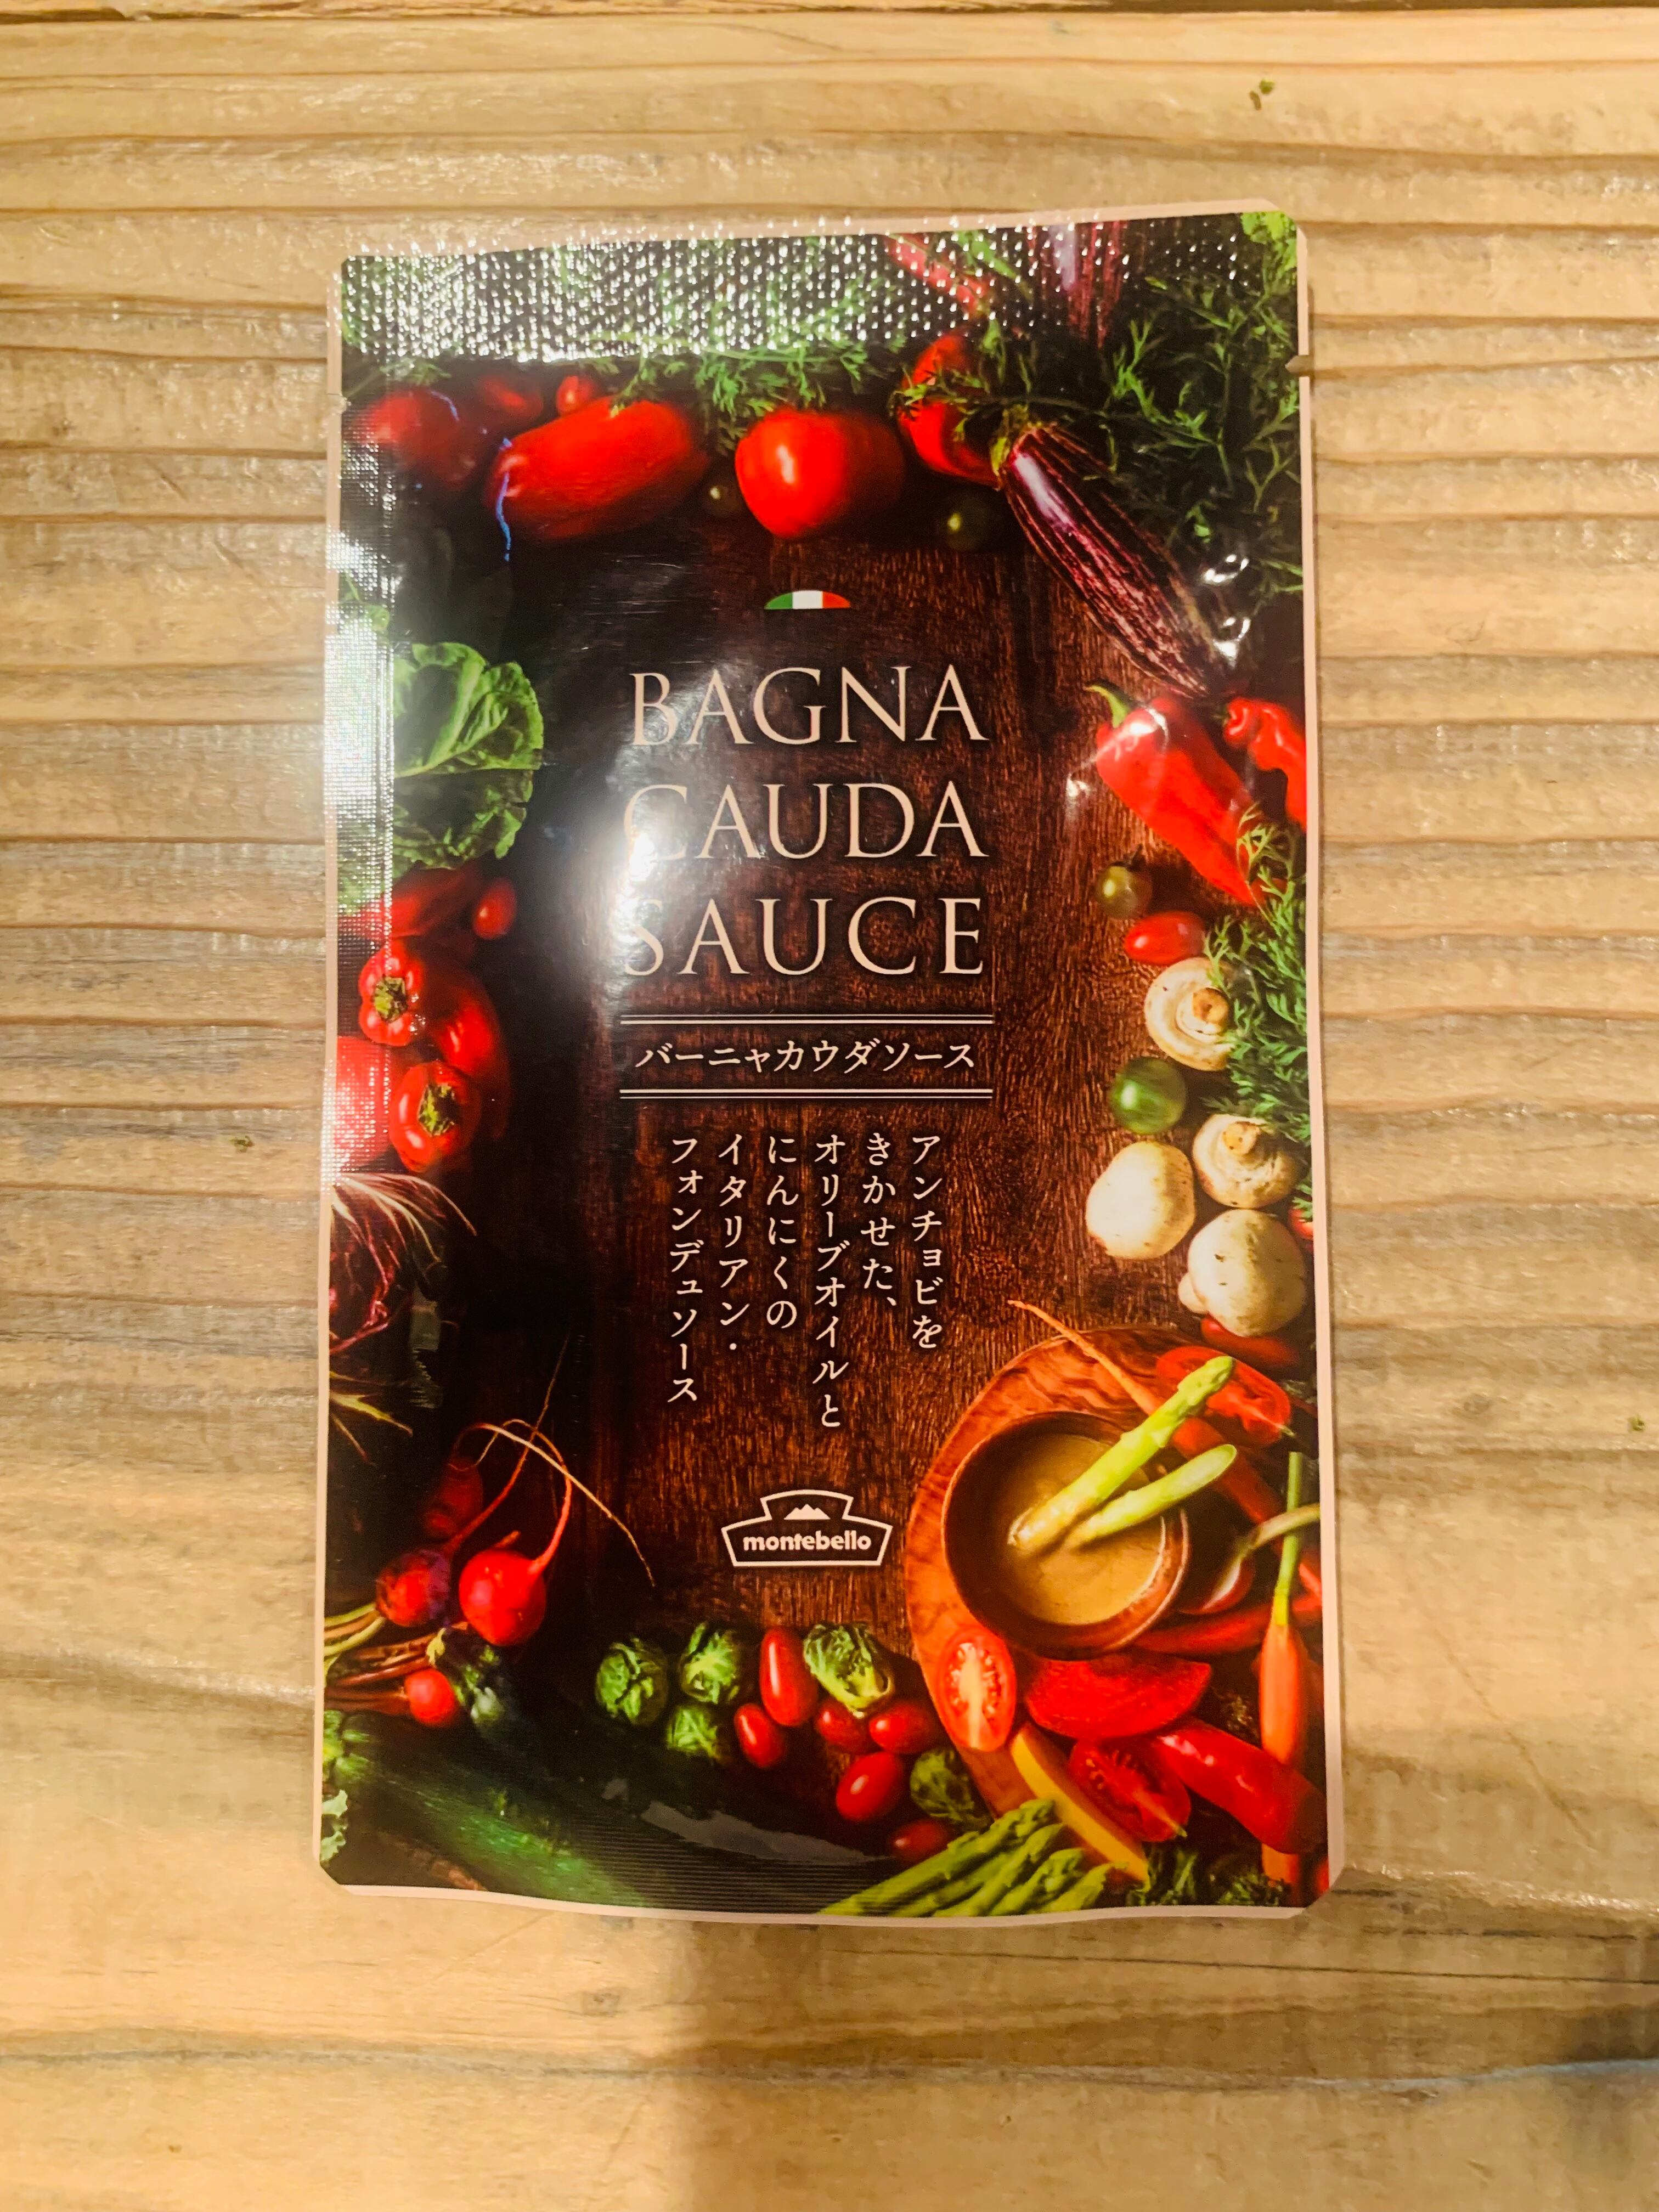 BAGNA
CAUDA
SAUCE
バーニャカウダソース
アンチョビを
きかせた、
オリーブオイルと
にんにくの
イタリアン・
フォンデュソース
montebello